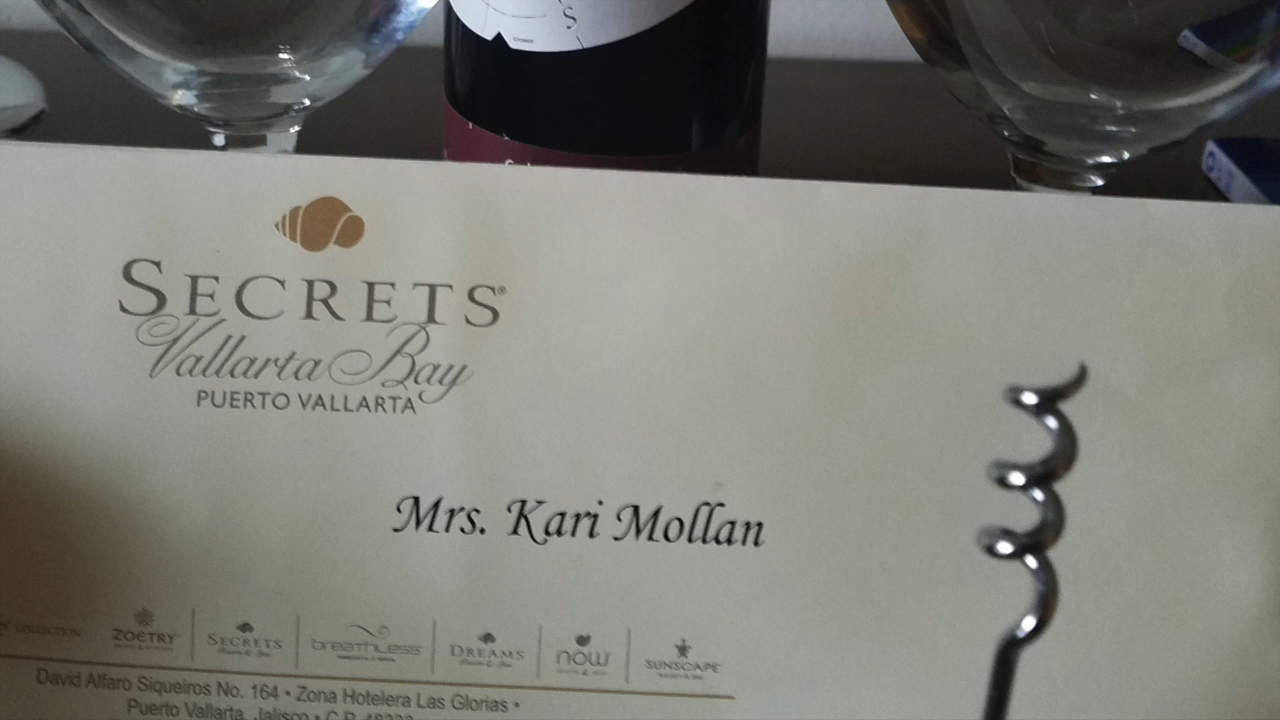 SECRETS®
Vallarta Bay
PUERTO VALLARTA
Mrs. Kari Mollan
COLLECTION
ZOËTRY
SECRETS
breathless
DREAMS
now
SUNSCAPE
David Alfaro Siqueiros No. 164 • Zona Hotelera Las Glorias •
Puerto Vallarta, Jalisco • C.P.